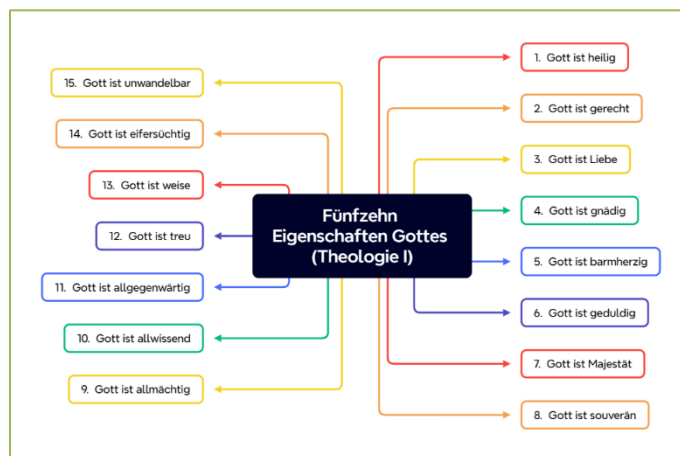 Fünfzehn
Eigenschaften Gottes
(Theologie I)
1. Gott ist heilig
2. Gott ist gerecht
3. Gott ist Liebe
4. Gott ist gnädig
5. Gott ist barmherzig
6. Gott ist geduldig
7. Gott ist Majestät
8. Gott ist souverän
9. Gott ist allmächtig
10. Gott ist allwissend
11. Gott ist allgegenwärtig
12. Gott ist treu
13. Gott ist weise
14. Gott ist eifersüchtig
15. Gott ist unwandelbar